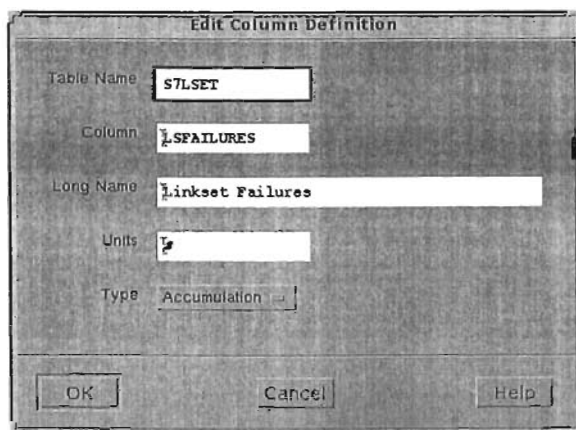 Edit Column Definition
Table Name S7LSET
Column LSFAILURES
Long Name Linkset Failures
Units #
Type Accumulation
OK Cancel Help